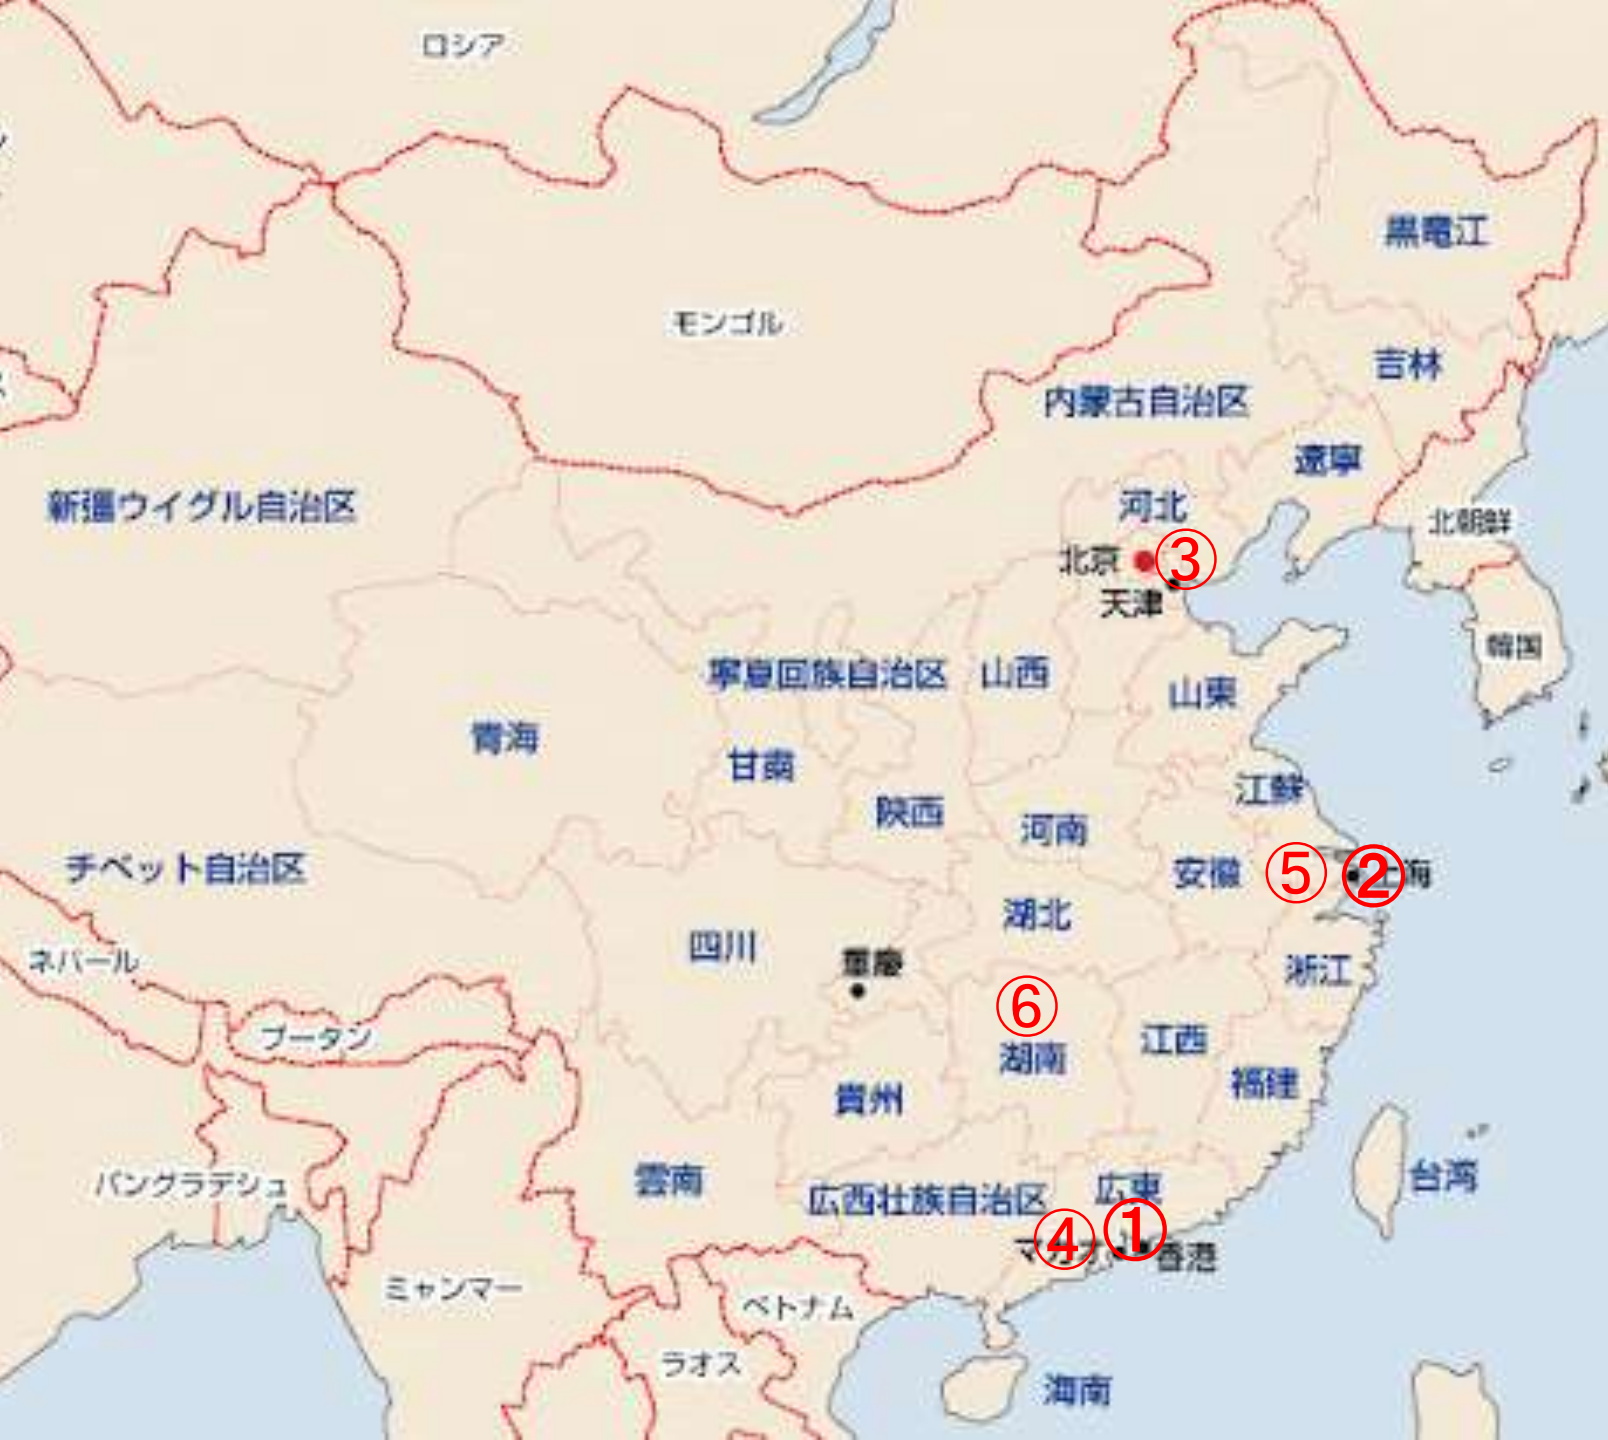 ロシア
黒竜江
モンゴル
吉林
内蒙古自治区
遼寧
新疆ウイグル自治区
河北
北朝鮮
北京
③
天津
韓国
寧夏回族自治区
山西
山東
青海
甘粛
江蘇
陝西
河南
チベット自治区
安徽
⑤
②
上海
湖北
四川
重慶
ネパール
浙江
⑥
ブータン
江西
湖南
福建
貴州
バングラデシュ
雲南
広西壮族自治区
広東
台湾
①
④
マカオ
香港
ミャンマー
ベトナム
ラオス
海南